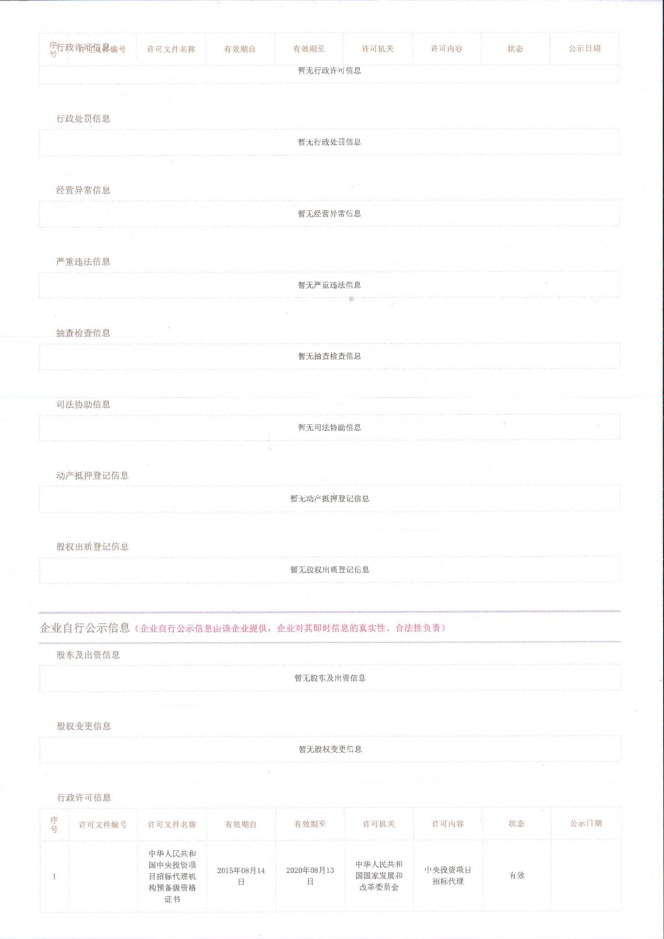 行政许可信息
序号 许可文件编号 许可文件名称 有效期自 有效期至 许可机关 许可内容 状态 公示日期
暂无行政许可信息
行政处罚信息
暂无行政处罚信息
经营异常信息
暂无经营异常信息
严重违法信息
暂无严重违法信息
抽查检查信息
暂无抽查检查信息
司法协助信息
暂无司法协助信息
动产抵押登记信息
暂无动产抵押登记信息
股权出质登记信息
暂无股权出质登记信息
企业自行公示信息（企业自行公示信息由该企业提供，企业对其即时信息的真实性、合法性负责）
股东及出资信息
暂无股东及出资信息
股权变更信息
暂无股权变更信息
行政许可信息
序号 许可文件编号 许可文件名称 有效期自 有效期至 许可机关 许可内容 状态 公示日期
1 中华人民共和国中央投资项目招标代理机构预备级资格证书 2015年08月14日 2020年08月13日 中华人民共和国国家发展和改革委员会 中央投资项目招标代理 有效